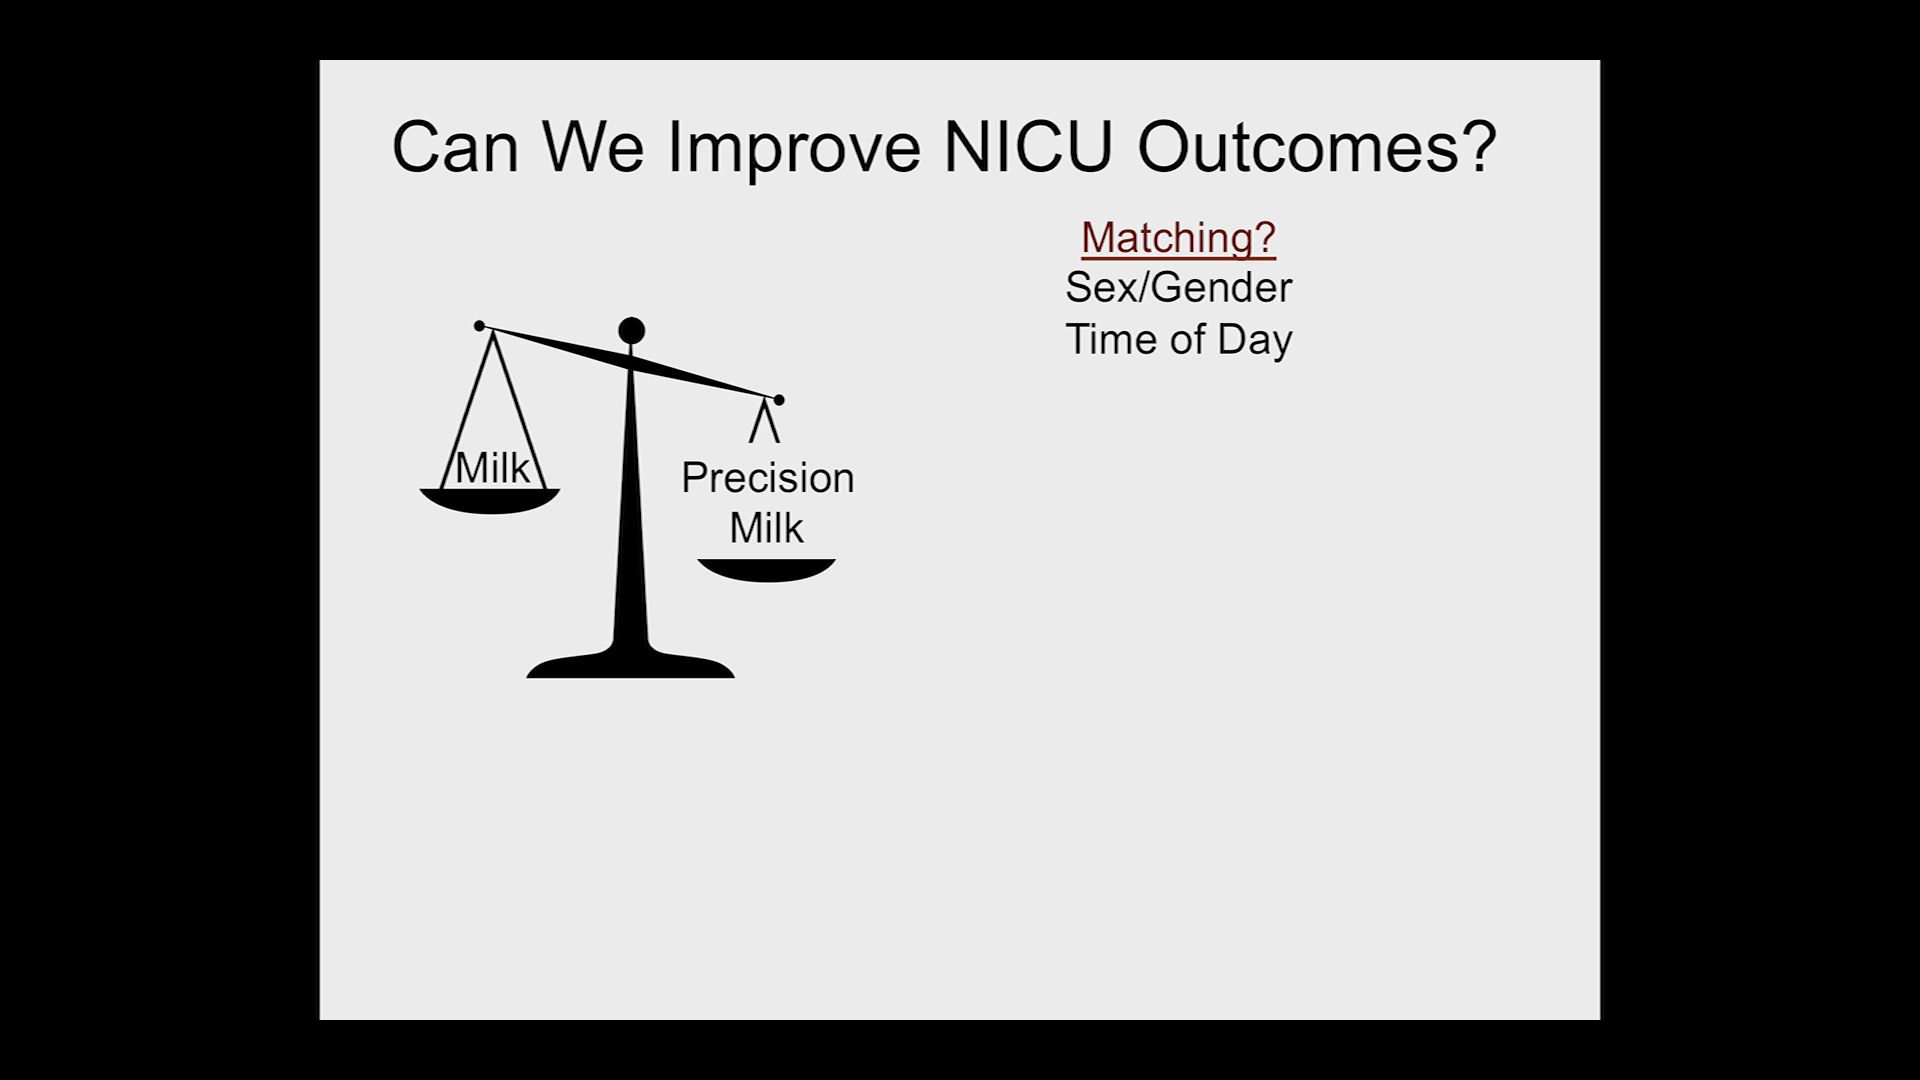 Can We Improve NICU Outcomes?
Matching?
Sex/Gender
Time of Day
Milk
Precision
Milk